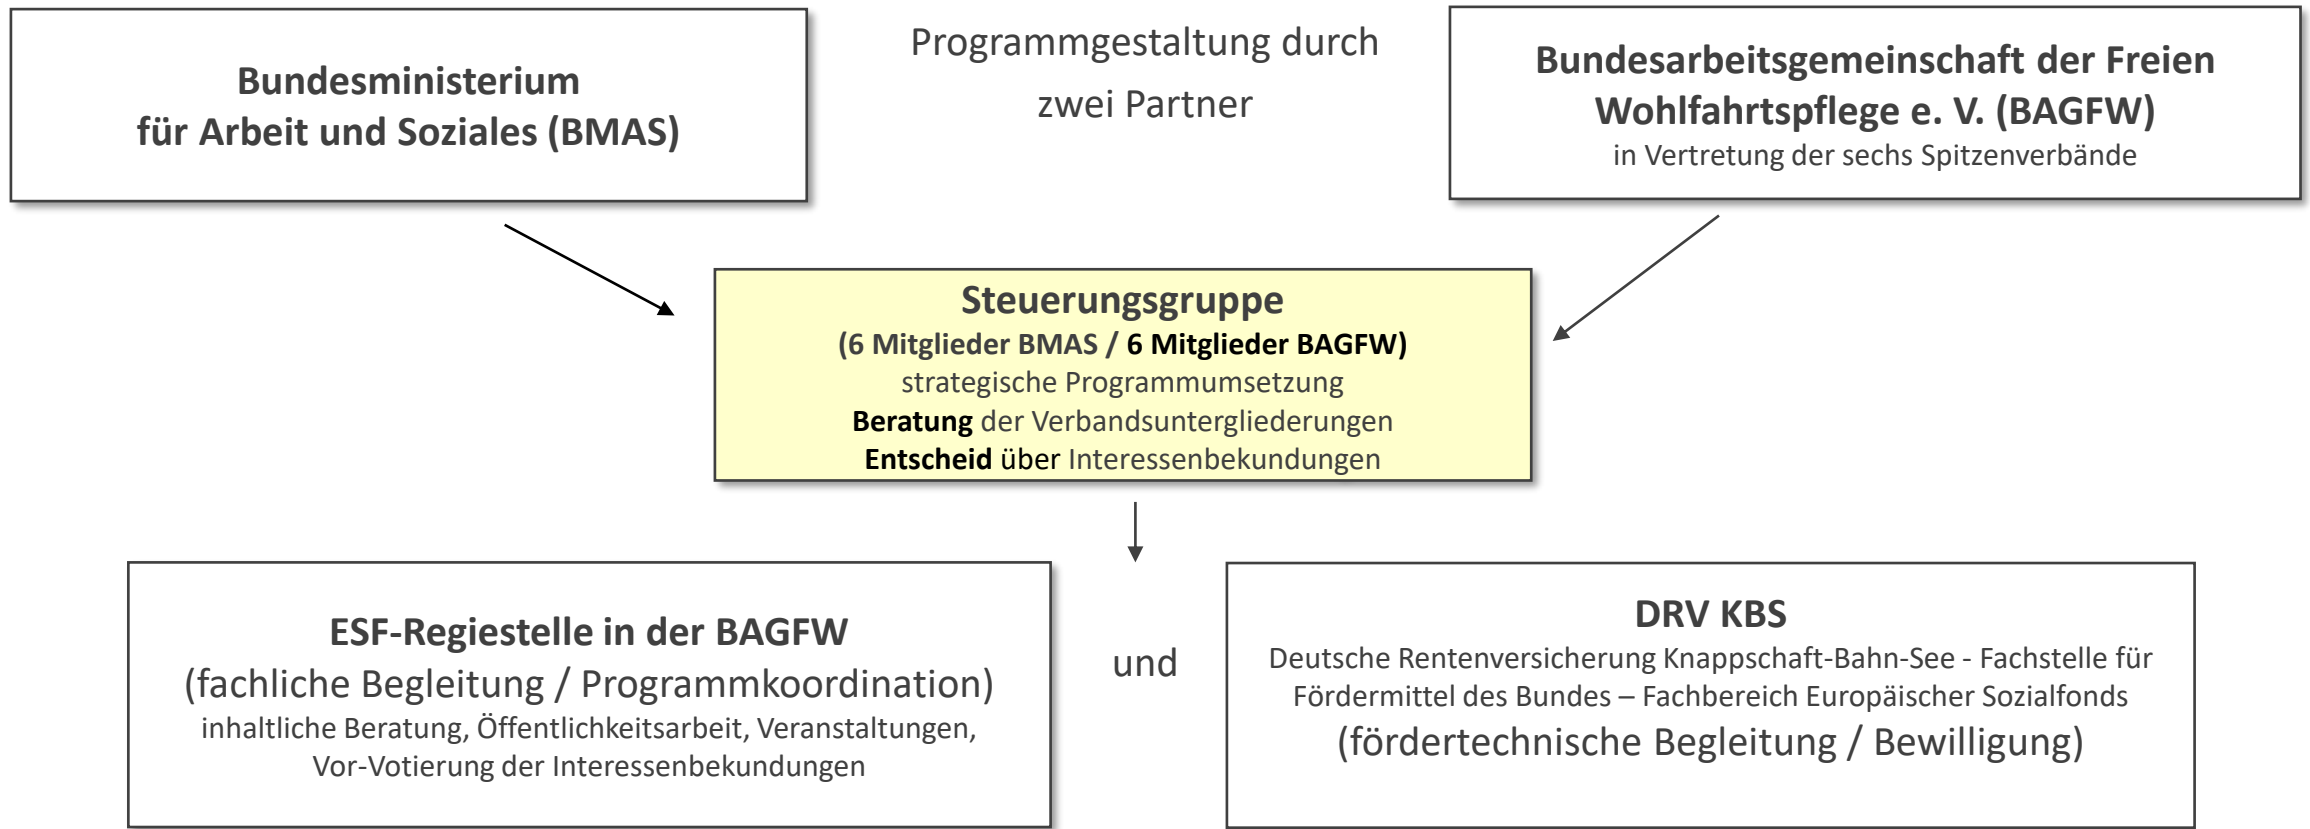 Bundesministerium
für Arbeit und Soziales (BMAS)
Programmgestaltung durch
zwei Partner
Bundesarbeitsgemeinschaft der Freien
Wohlfahrtspflege e. V. (BAGFW)
in Vertretung der sechs Spitzenverbände
Steuerungsgruppe
(6 Mitglieder BMAS / 6 Mitglieder BAGFW)
strategische Programmumsetzung
Beratung der Verbandsuntergliederungen
Entscheid über Interessenbekundungen
ESF-Regiestelle in der BAGFW
(fachliche Begleitung / Programmkoordination)
inhaltliche Beratung, Öffentlichkeitsarbeit, Veranstaltungen,
Vor-Votierung der Interessenbekundungen
und
DRV KBS
Deutsche Rentenversicherung Knappschaft-Bahn-See - Fachstelle für
Fördermittel des Bundes – Fachbereich Europäischer Sozialfonds
(fördertechnische Begleitung / Bewilligung)